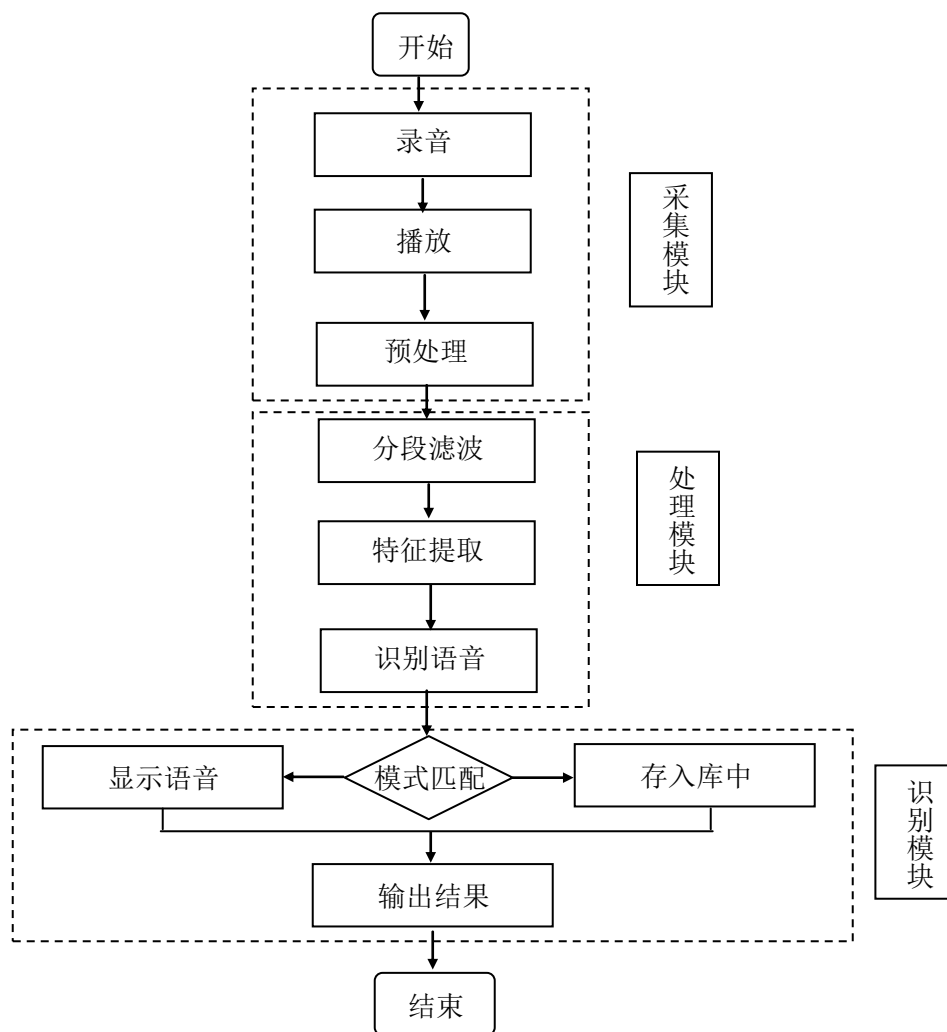 开始
录音
播放
预处理
采集模块
分段滤波
特征提取
识别语音
处理模块
显示语音
模式匹配
存入库中
输出结果
识别模块
结束